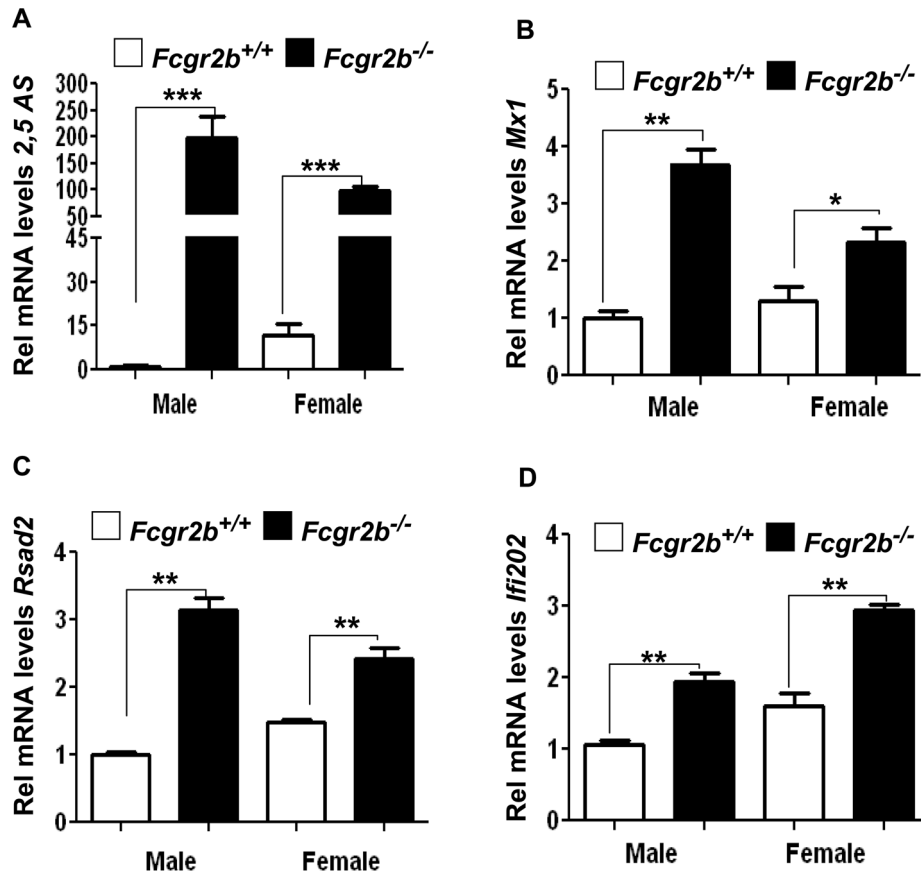 A
Fcgr2b+/+ Fcgr2b-/-
Rel mRNA levels 2,5 AS
300
250
200
150
100
50
45
30
15
0
***
***
Male Female
B
Fcgr2b+/+ Fcgr2b-/-
Rel mRNA levels Mx1
5
4
3
2
1
0
**
*
Male Female
C
Fcgr2b+/+ Fcgr2b-/-
Rel mRNA levels Rsad2
4
3
2
1
0
**
**
Male Female
D
Fcgr2b+/+ Fcgr2b-/-
Rel mRNA levels Ifi202
4
3
2
1
0
**
**
Male Female